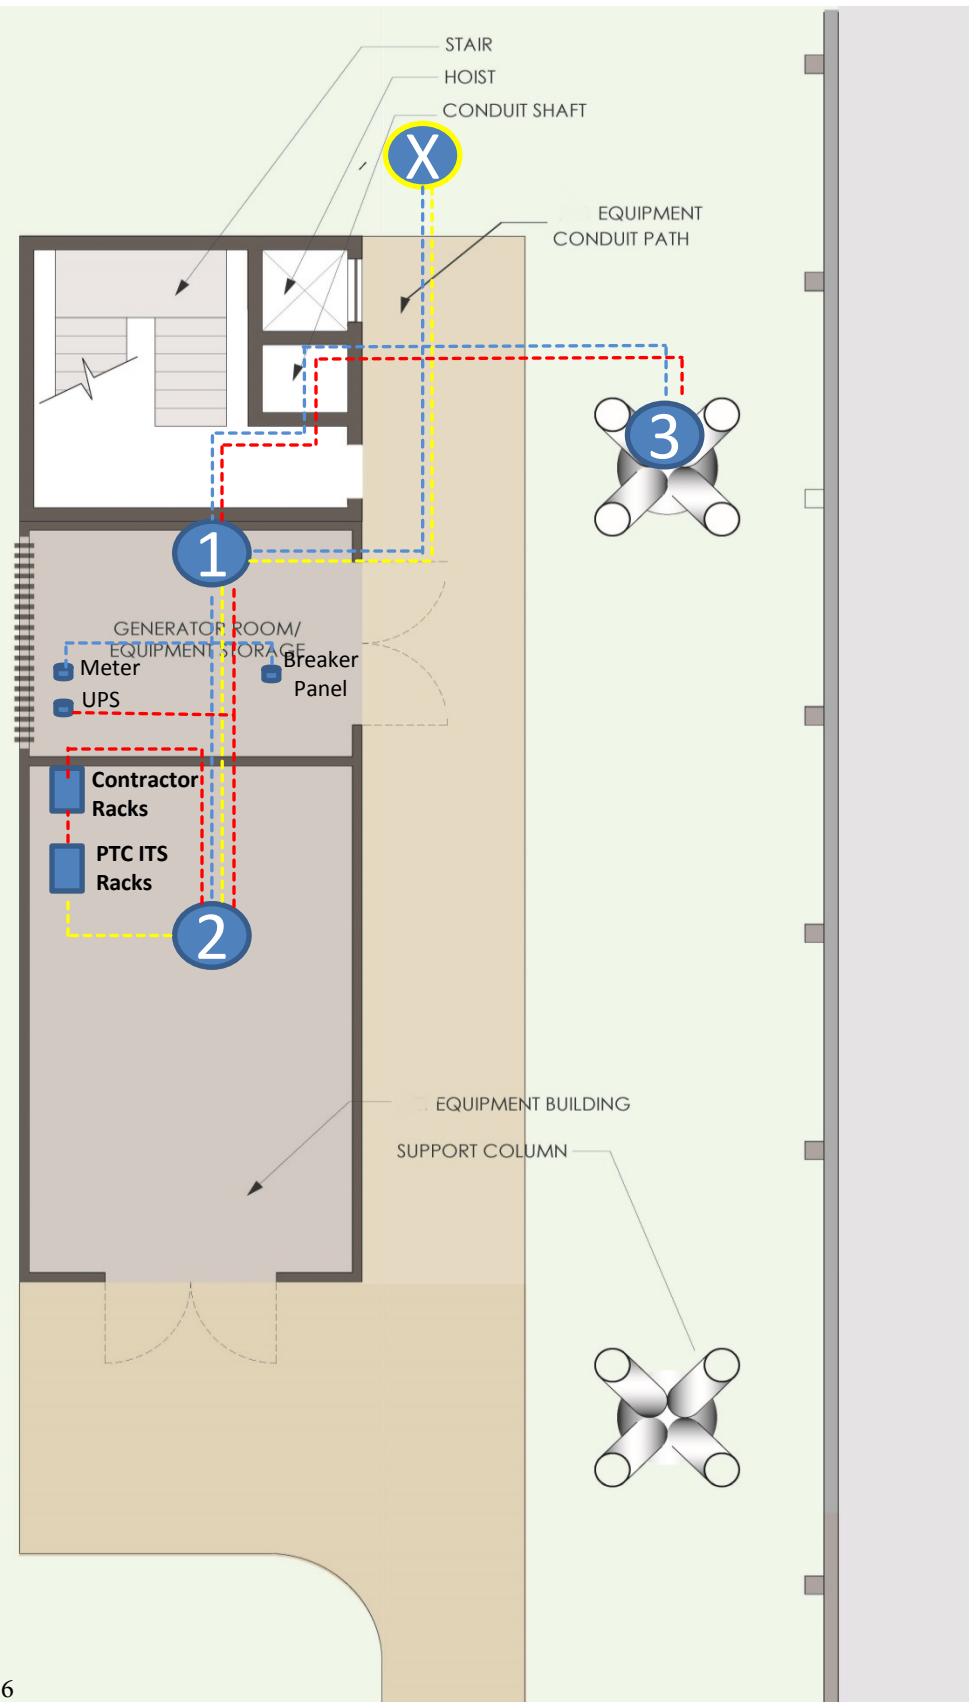 STAIR
HOIST
CONDUIT SHAFT
X
EQUIPMENT
CONDUIT PATH
3
1
GENERATOR ROOM/
EQUIPMENT STORAGE
Meter
Breaker
Panel
UPS
Contractor
Racks
PTC ITS
Racks
2
EQUIPMENT BUILDING
SUPPORT COLUMN
6